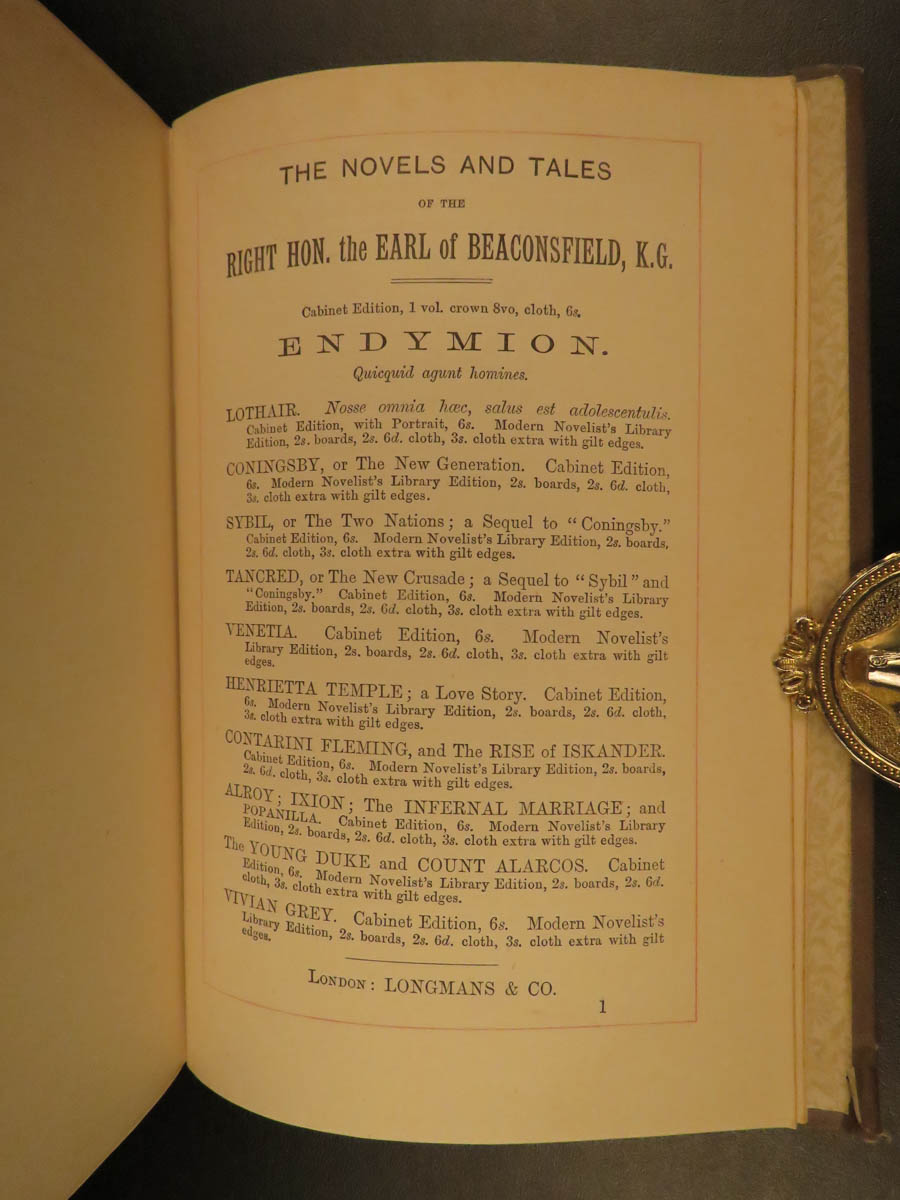 THE NOVELS AND TALES
OF THE
RIGHT HON. the EARL of BEACONSFIELD, K.G.
Cabinet Edition, 1 vol. crown 8vo, cloth, 6s.
ENDYMION.
Quicquid agunt homines.
LOTHAIR. Nosse omnia hæc, salus est adolescentulis.
Cabinet Edition, with Portrait, 6s. Modern Novelist's Library
Edition, 2s. boards, 2s. 6d. cloth, 3s. cloth extra with gilt edges.
CONINGSBY, or The New Generation. Cabinet Edition,
6s. Modern Novelist's Library Edition, 2s. boards, 2s. 6d. cloth,
3s. cloth extra with gilt edges.
SYBIL, or The Two Nations; a Sequel to "Coningsby."
Cabinet Edition, 6s. Modern Novelist's Library Edition, 2s. boards,
2s. 6d. cloth, 3s. cloth extra with gilt edges.
TANCRED, or The New Crusade; a Sequel to "Sybil" and
"Coningsby." Cabinet Edition, 6s. Modern Novelist's Library
Edition, 2s. boards, 2s. 6d. cloth, 3s. cloth extra with gilt edges.
VENETIA. Cabinet Edition, 6s. Modern Novelist's
Library Edition, 2s. boards, 2s. 6d. cloth, 3s. cloth extra with gilt
edges.
HENRIETTA TEMPLE; a Love Story. Cabinet Edition,
6s. Modern Novelist's Library Edition, 2s. boards, 2s. 6d. cloth,
3s. cloth extra with gilt edges.
CONTARINI FLEMING, and The RISE of ISKANDER.
Cabinet Edition, 6s. Modern Novelist's Library Edition, 2s. boards,
2s. 6d. cloth, 3s. cloth extra with gilt edges.
ALROY; IXION; The INFERNAL MARRIAGE; and
POPANILLA. Cabinet Edition, 6s. Modern Novelist's Library
Edition, 2s. boards, 2s. 6d. cloth, 3s. cloth extra with gilt edges.
The YOUNG DUKE and COUNT ALARCOS. Cabinet
Edition, 6s. Modern Novelist's Library Edition, 2s. boards, 2s. 6d.
cloth, 3s. cloth extra with gilt edges.
VIVIAN GREY. Cabinet Edition, 6s. Modern Novelist's
Library Edition, 2s. boards, 2s. 6d. cloth, 3s. cloth extra with gilt
edges.
LONDON: LONGMANS & CO.
1